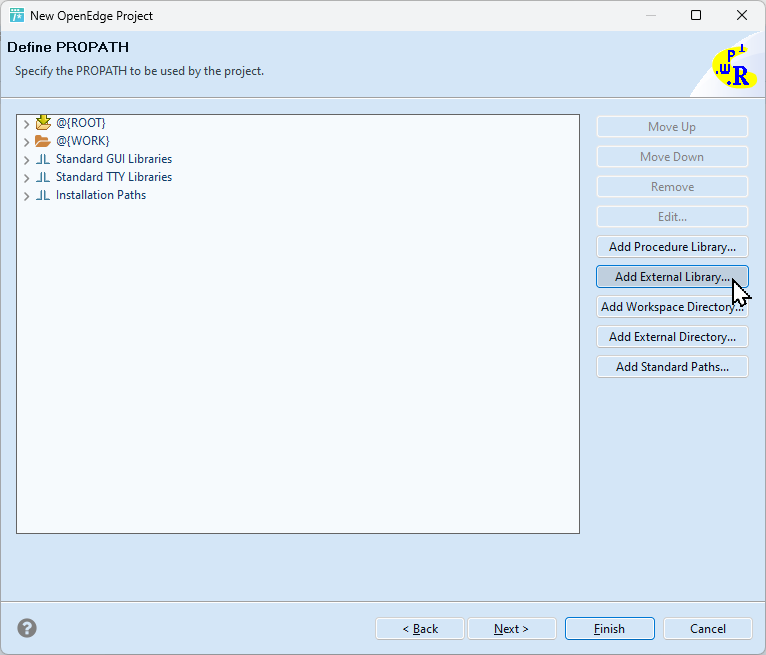 New OpenEdge Project
Define PROPATH
Specify the PROPATH to be used by the project.
P I
.W
.R
@{ROOT}
@{WORK}
Standard GUI Libraries
Standard TTY Libraries
Installation Paths
Move Up
Move Down
Remove
Edit...
Add Procedure Library...
Add External Library...
Add Workspace Directory...
Add External Directory...
Add Standard Paths...
?
< Back
Next >
Finish
Cancel